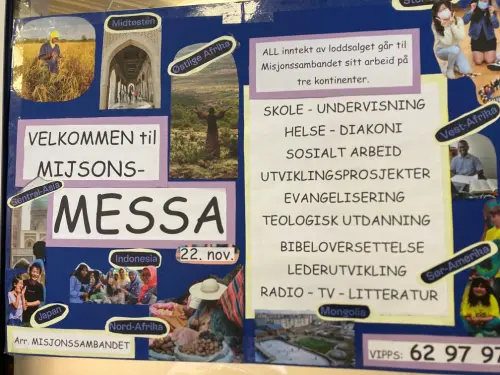 Midtøsten
Østlige Afrika
VELKOMMEN til
MIJSONS-
MESSA
Sentral-Asia
22. nov.
Indonesia
Japan
Nord-Afrika
Arr. MISJONSSAMBANDET
ALL inntekt av loddsalget går til
Misjonssambandet sitt arbeid på
tre kontinenter.
SKOLE - UNDERVISNING
HELSE - DIAKONI
SOSIALT ARBEID
UTVIKLINGSPROSJEKTER
EVANGELISERING
TEOLOGISK UTDANNING
BIBELOVERSETTELSE
LEDERUTVIKLING
RADIO - TV - LITTRATUR
Vest-Afrika
Sør-Amerika
Mongolia
VIPPS: 62 97 97